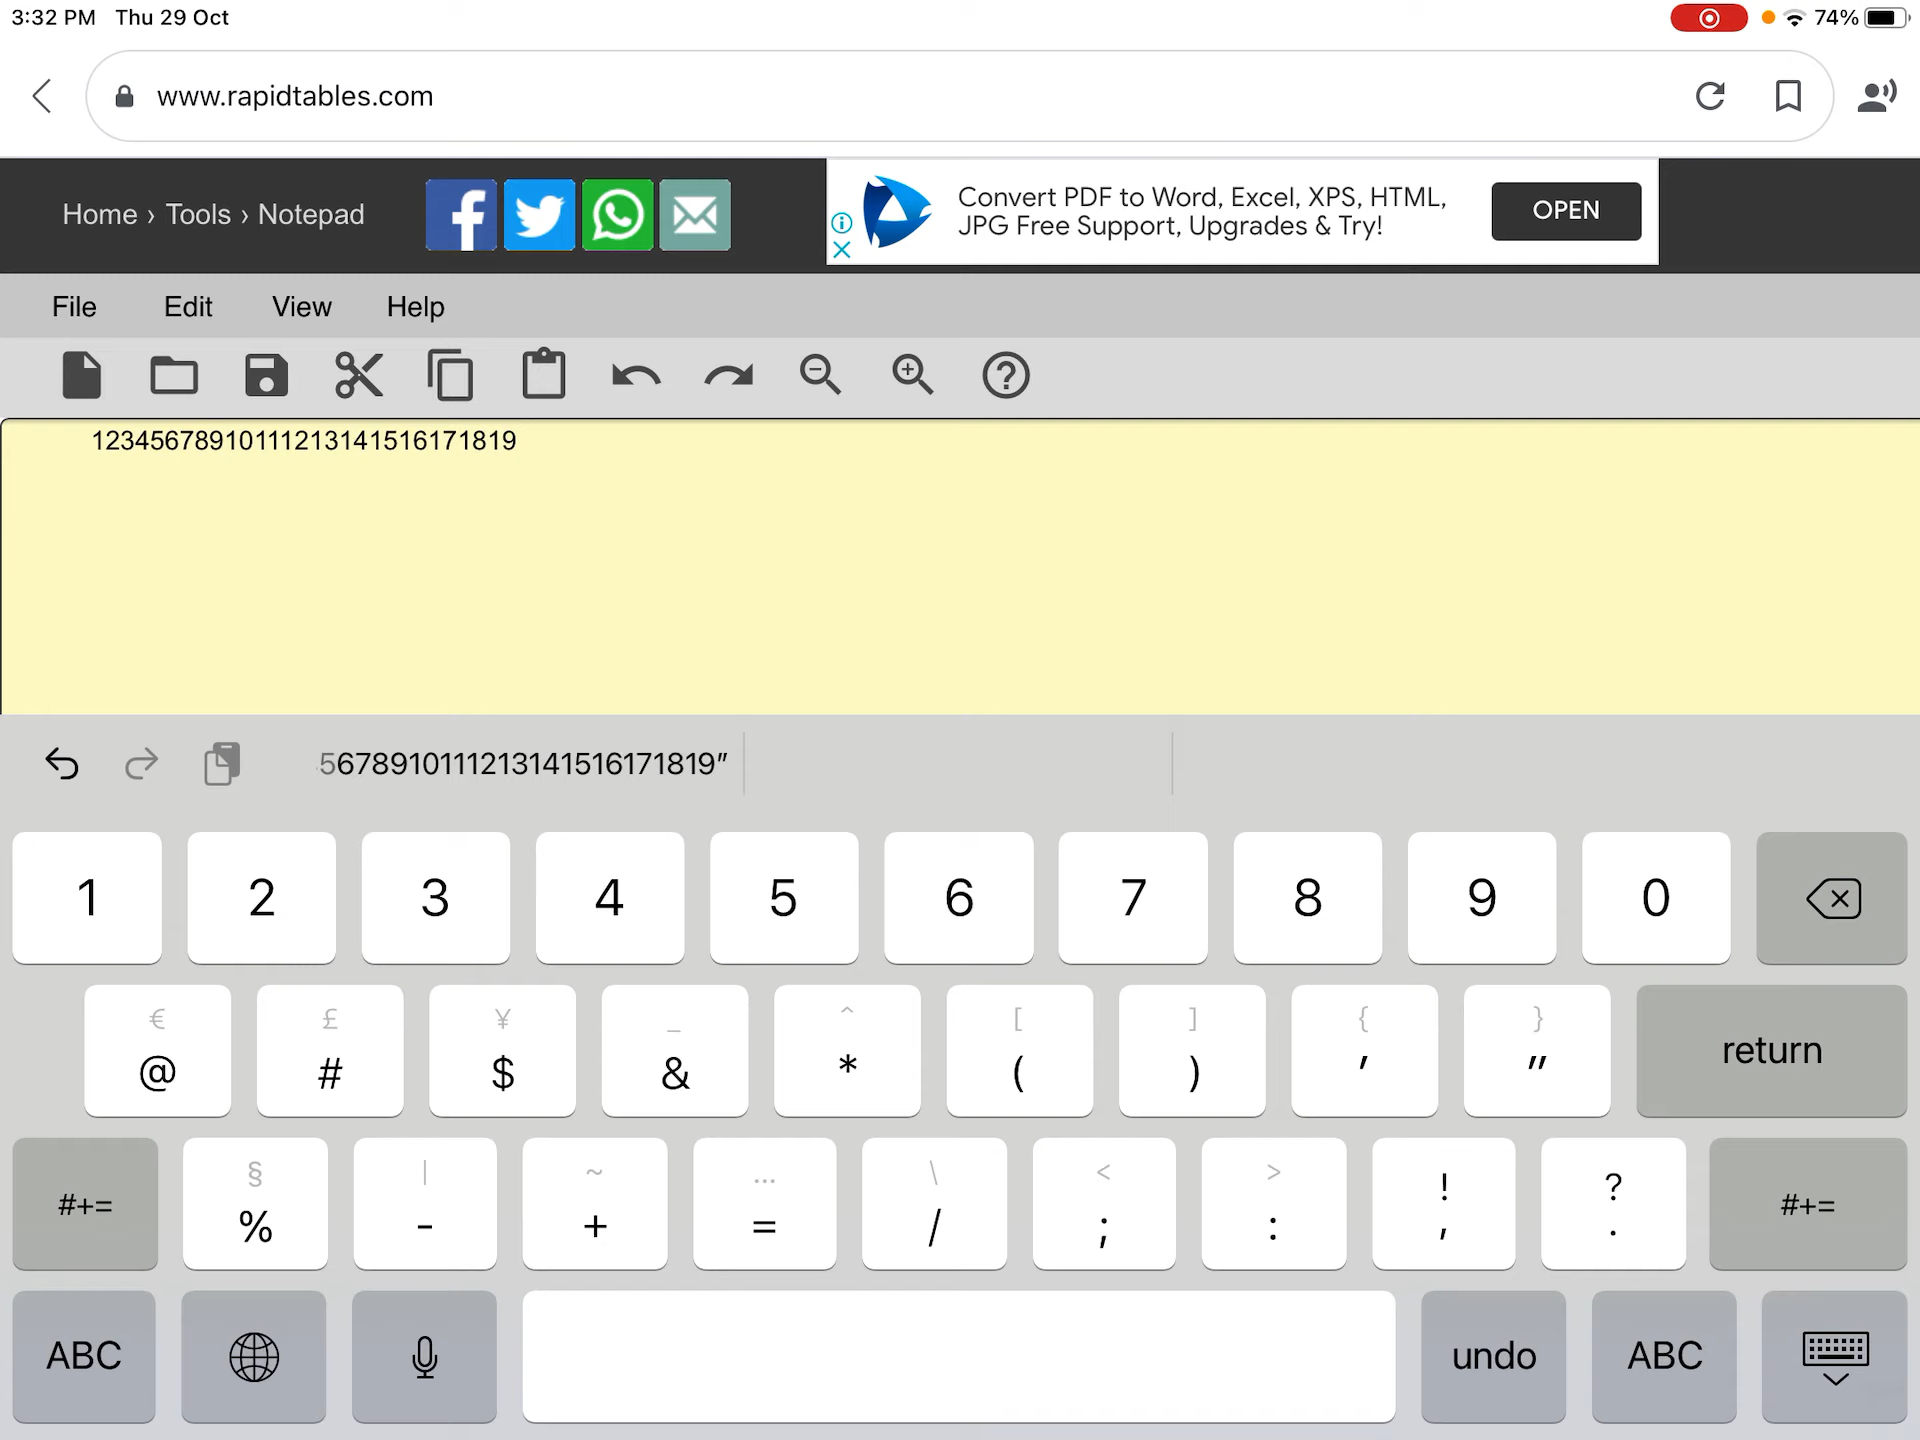 3:32 PM Thu 29 Oct 74%
www.rapidtables.com
Home › Tools › Notepad
Convert PDF to Word, Excel, XPS, HTML,
JPG Free Support, Upgrades & Try!
OPEN
File Edit View Help
12345678910111213141516171819
5678910111213141516171819"
1 2 3 4 5 6 7 8 9 0
€ £ ¥ _ ^ [ ] { }
@ # $ & * ( ) ' " return
§ | ~ … \ < > ! ?
#+= % - + = / ; : , . #+=
ABC undo ABC